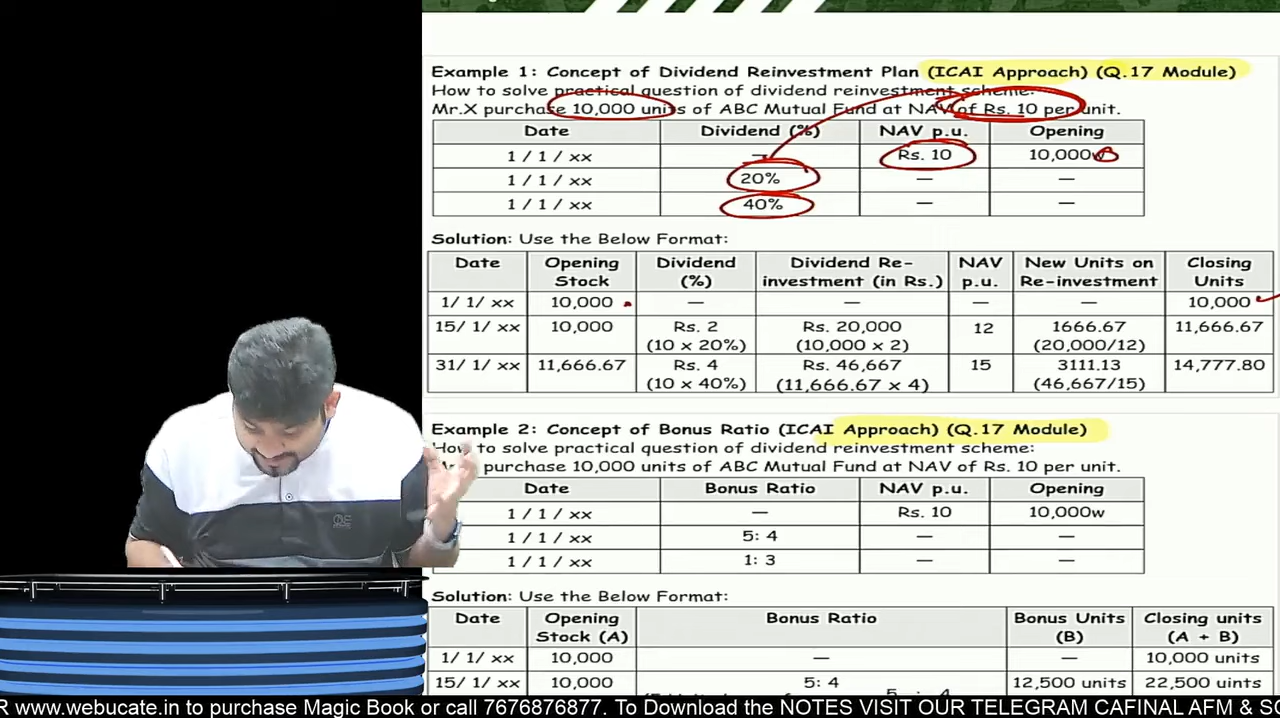 Example 1: Concept of Dividend Reinvestment Plan (ICAI Approach) (Q.17 Module)
How to solve practical question of dividend reinvestment scheme:
Mr.X purchase 10,000 units of ABC Mutual Fund at NAV of Rs. 10 per unit.
Date Dividend (%) NAV p.u. Opening
1/ 1/ xx — Rs. 10 10,000w
1/ 1/ xx 20% — —
1/ 1/ xx 40% — —
Solution: Use the Below Format:
Date Opening Stock Dividend (%) Dividend Re-investment (in Rs.) NAV p.u. New Units on Re-investment Closing Units
1/ 1/ xx 10,000 — — — — 10,000
15/ 1/ xx 10,000 Rs. 2 (10 x 20%) Rs. 20,000 (10,000 x 2) 12 1666.67 (20,000/12) 11,666.67
31/ 1/ xx 11,666.67 Rs. 4 (10 x 40%) Rs. 46,667 (11,666.67 x 4) 15 3111.13 (46,667/15) 14,777.80
Example 2: Concept of Bonus Ratio (ICAI Approach) (Q.17 Module)
How to solve practical question of dividend reinvestment scheme:
purchase 10,000 units of ABC Mutual Fund at NAV of Rs. 10 per unit.
Date Bonus Ratio NAV p.u. Opening
1/ 1/ xx — Rs. 10 10,000w
1/ 1/ xx 5: 4 — —
1/ 1/ xx 1: 3 — —
Solution: Use the Below Format:
Date Opening Stock (A) Bonus Ratio Bonus Units (B) Closing units (A + B)
1/ 1/ xx 10,000 — — 10,000 units
15/ 1/ xx 10,000 5: 4 12,500 uints 22,500 uints
R www.webucate.in to purchase Magic Book or call 7676876877. To Download the NOTES VISIT OUR TELEGRAM CAFINAL AFM & SC